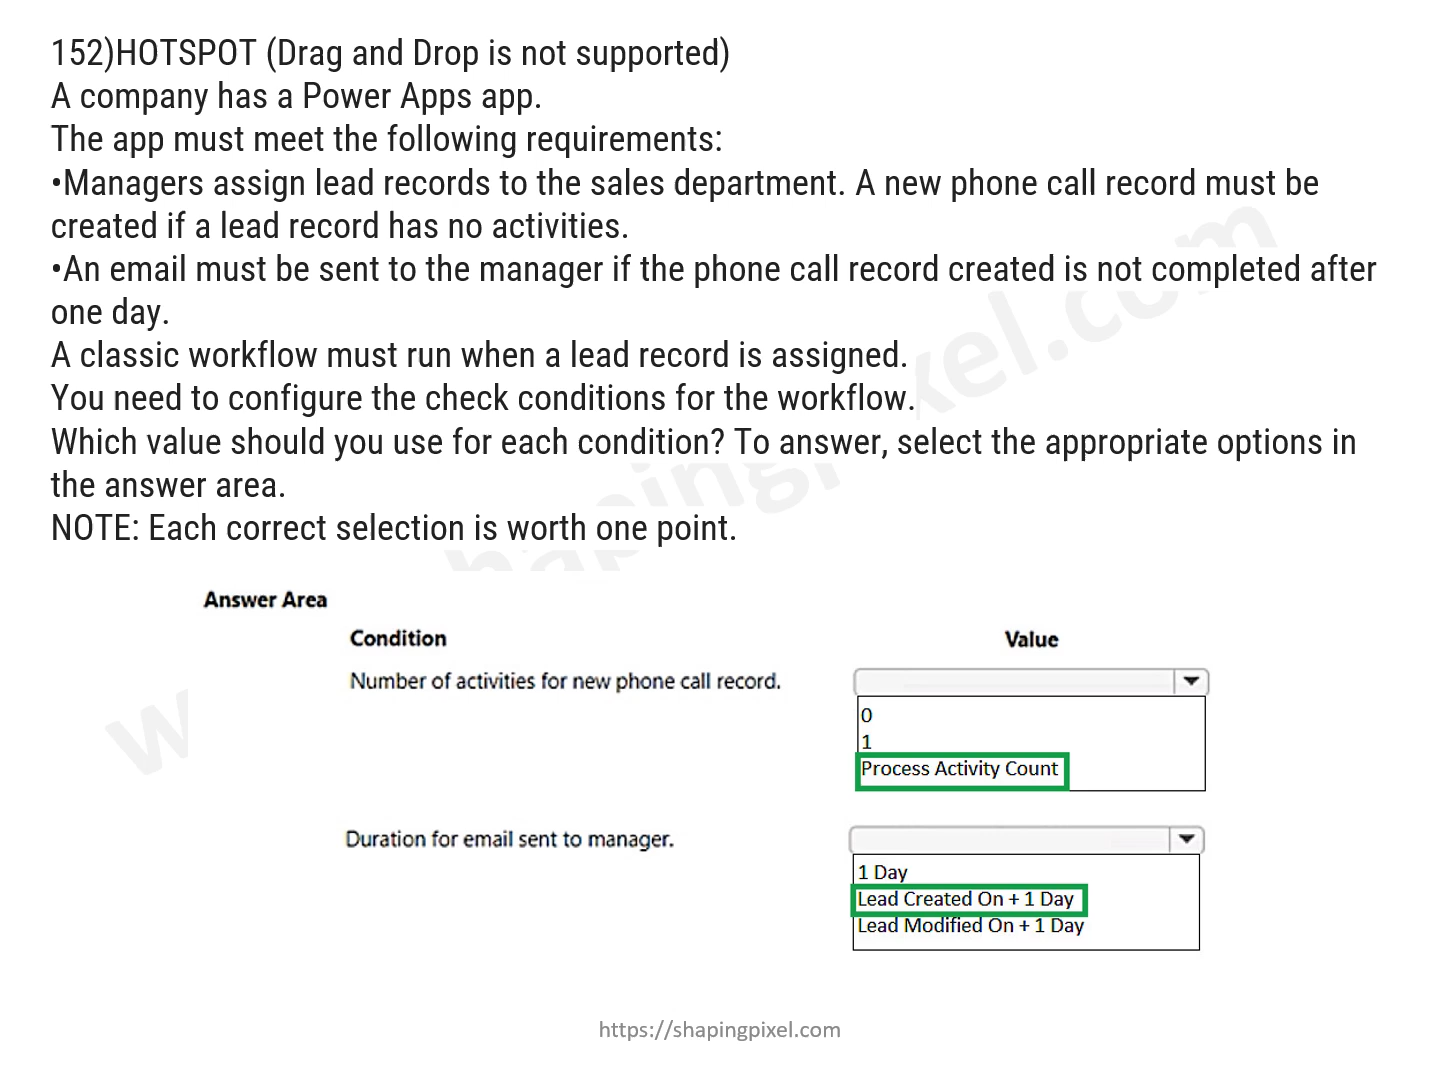 152)HOTSPOT (Drag and Drop is not supported)
A company has a Power Apps app.
The app must meet the following requirements:
•Managers assign lead records to the sales department. A new phone call record must be
created if a lead record has no activities.
•An email must be sent to the manager if the phone call record created is not completed after
one day.
A classic workflow must run when a lead record is assigned.
You need to configure the check conditions for the workflow.
Which value should you use for each condition? To answer, select the appropriate options in
the answer area.
NOTE: Each correct selection is worth one point.
Answer Area
Condition Value
Number of activities for new phone call record.
0
1
Process Activity Count
Duration for email sent to manager.
1 Day
Lead Created On + 1 Day
Lead Modified On + 1 Day
https://shapingpixel.com